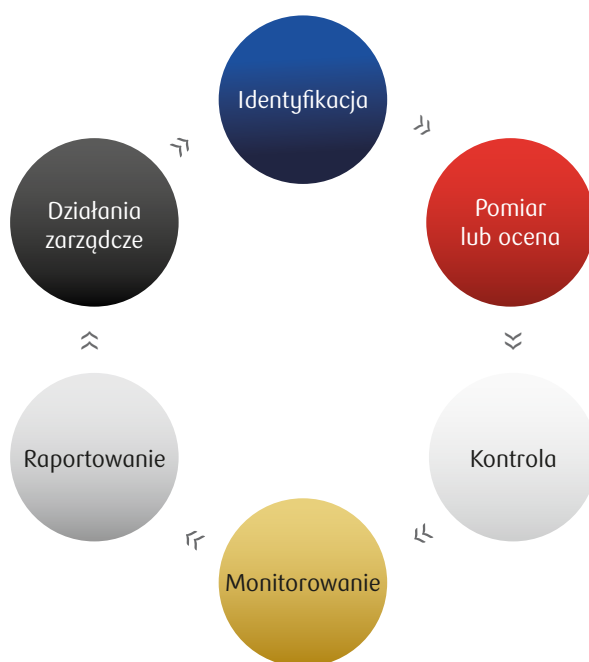 Identyfikacja
Pomiar
lub ocena
Kontrola
Monitorowanie
Raportowanie
Działania
zarządcze